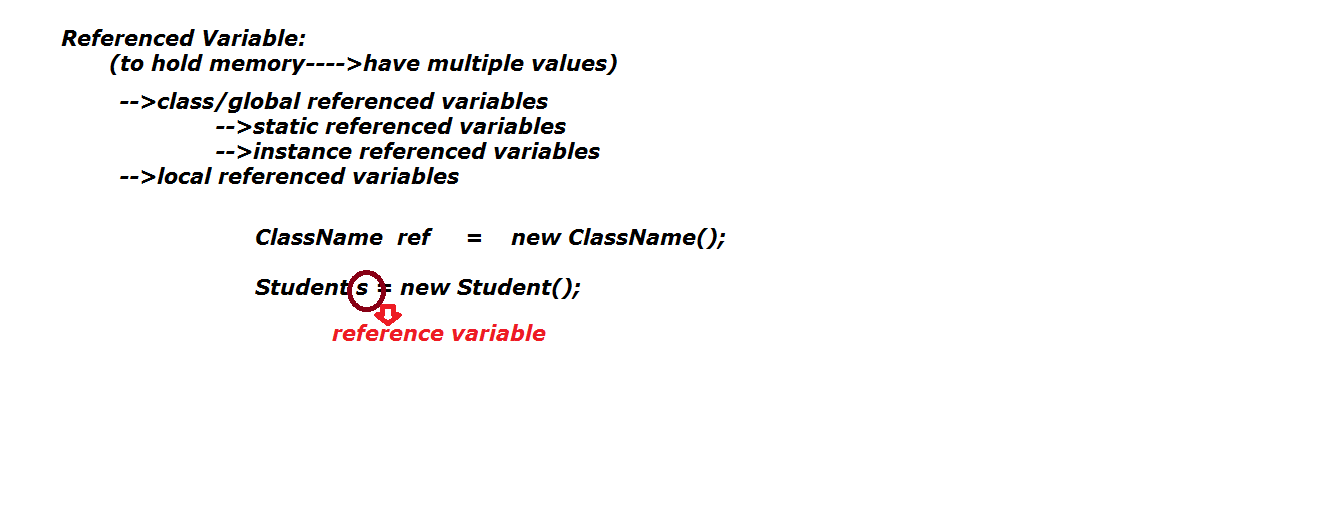 Referenced Variable:
(to hold memory---->have multiple values)
-->class/global referenced variables
-->static referenced variables
-->instance referenced variables
-->local referenced variables
ClassName ref = new ClassName();
Student s = new Student();
reference variable